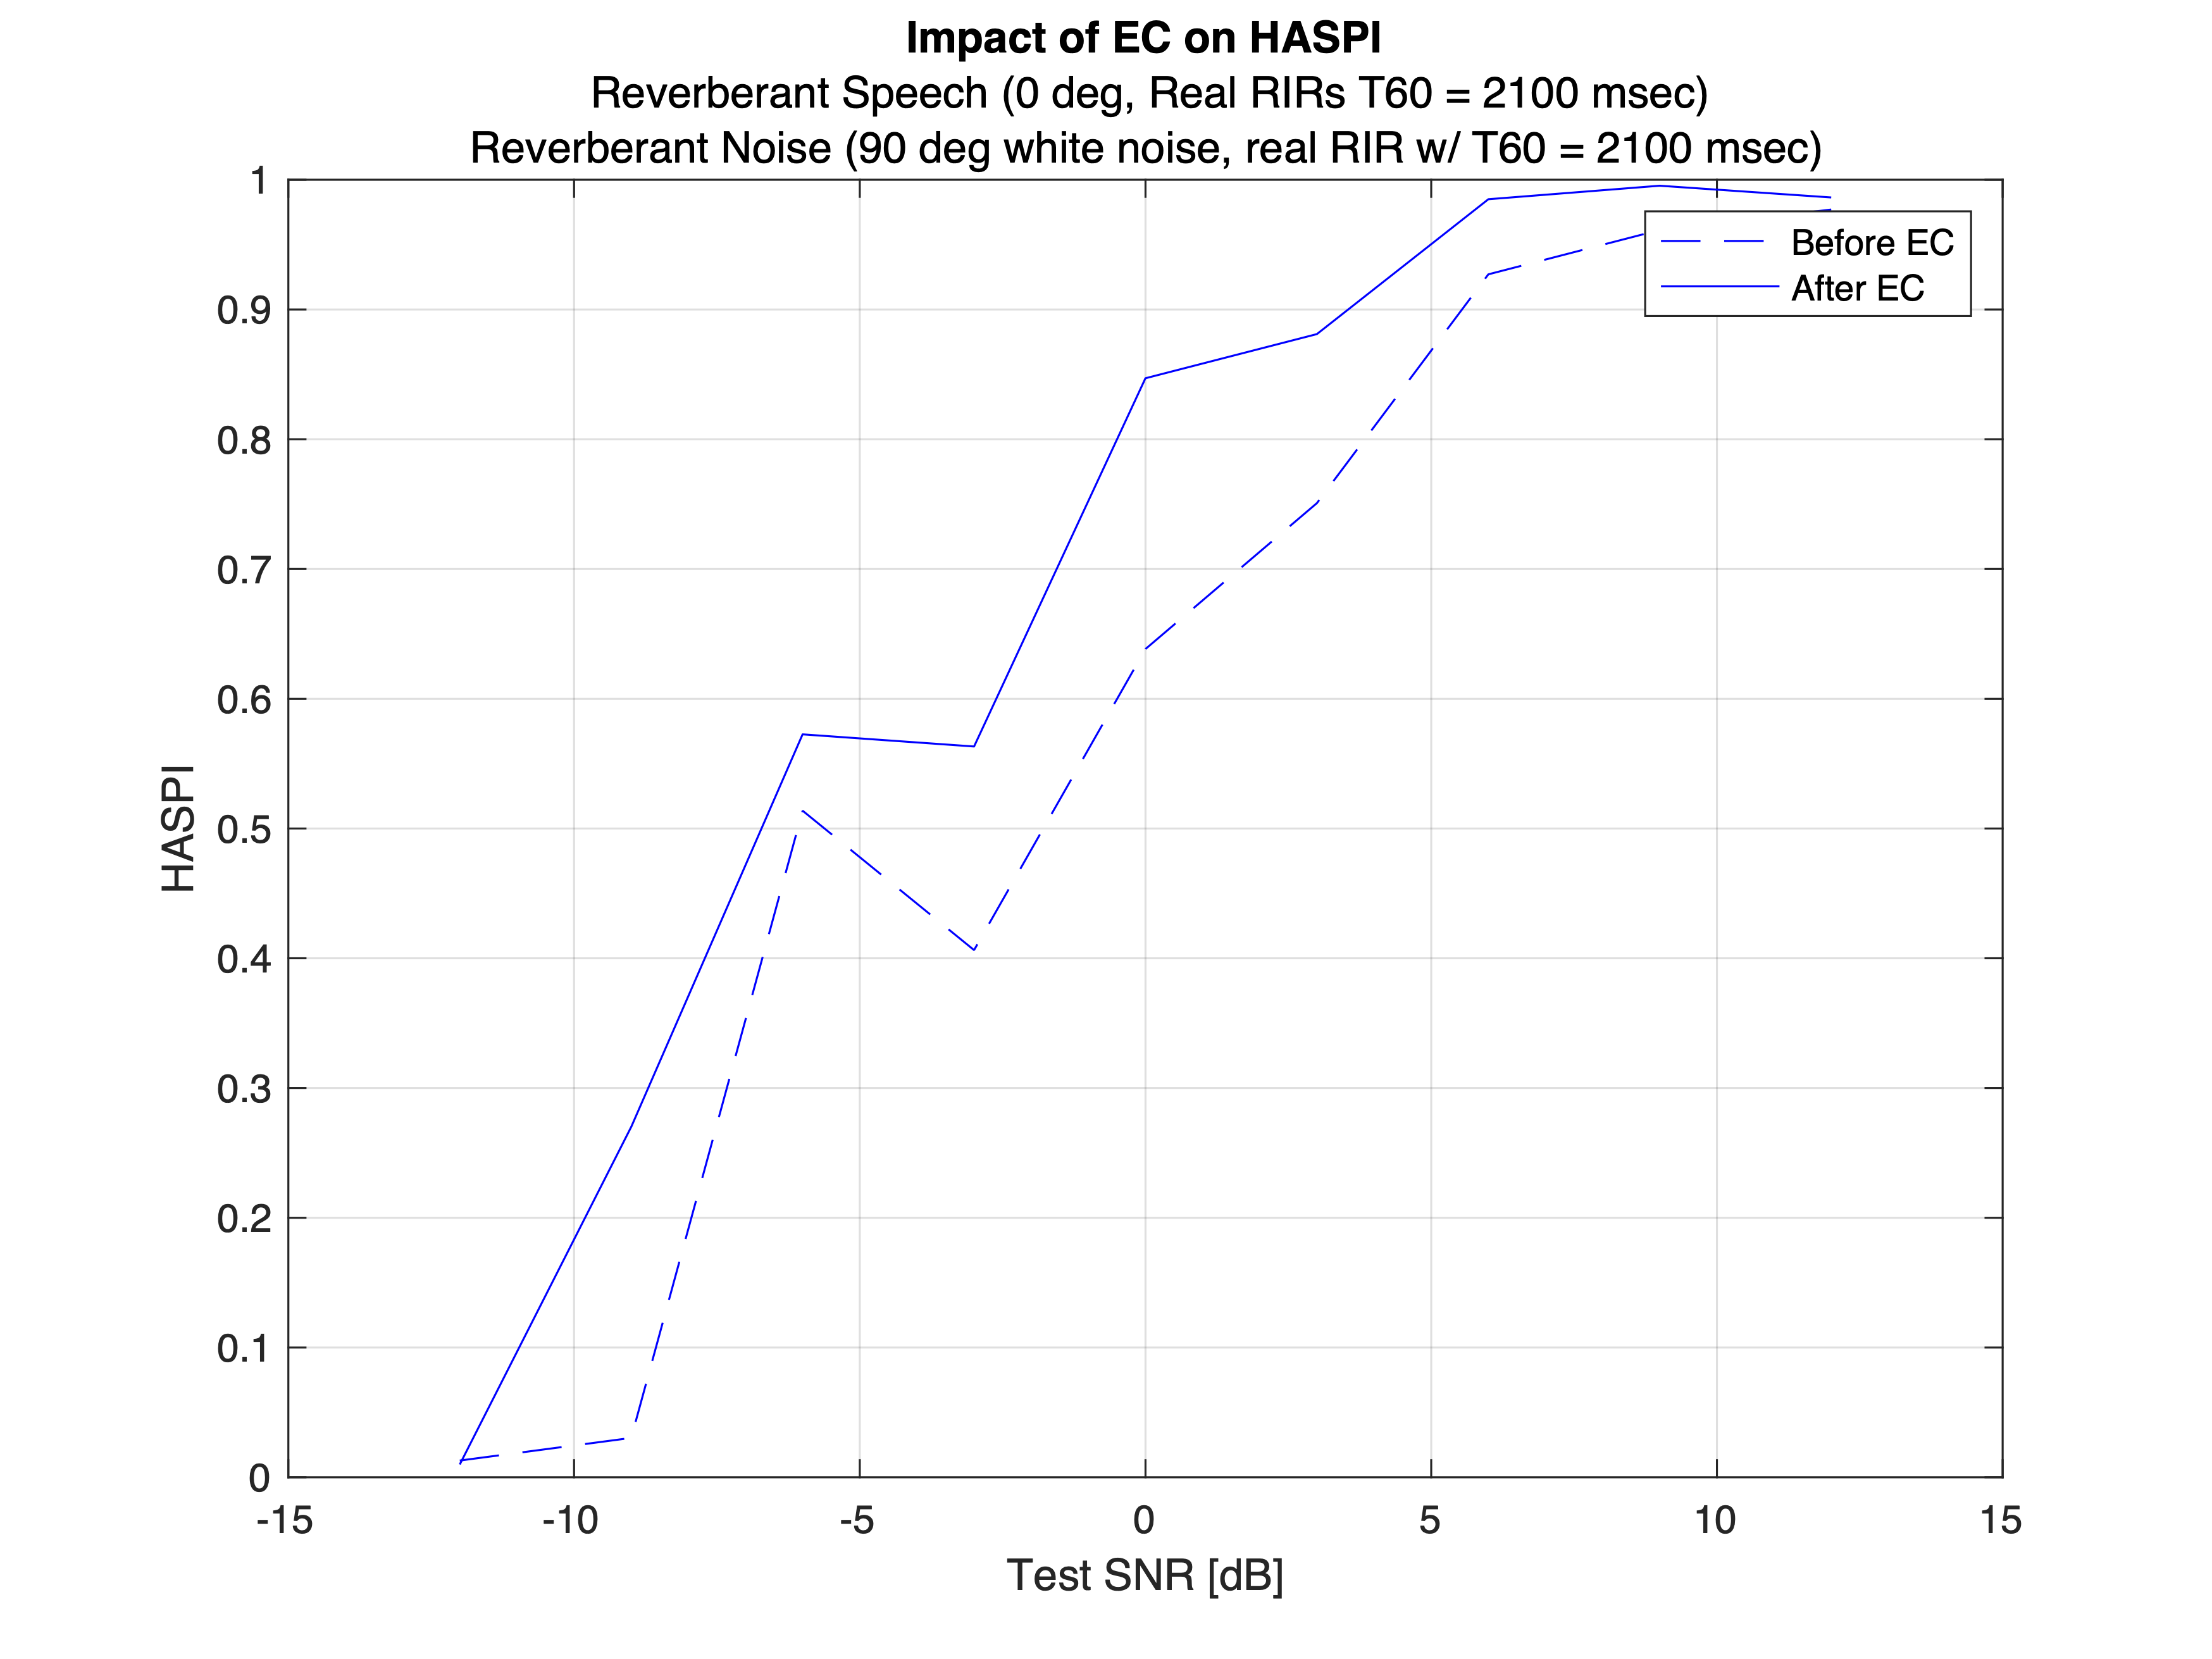 Impact of EC on HASPI
Reverberant Speech (0 deg, Real RIRs T60 = 2100 msec)
Reverberant Noise (90 deg white noise, real RIR w/ T60 = 2100 msec)
1
0.9
0.8
0.7
0.6
0.5
0.4
0.3
0.2
0.1
0
HASPI
Before EC
After EC
-15 -10 -5 0 5 10 15
Test SNR [dB]